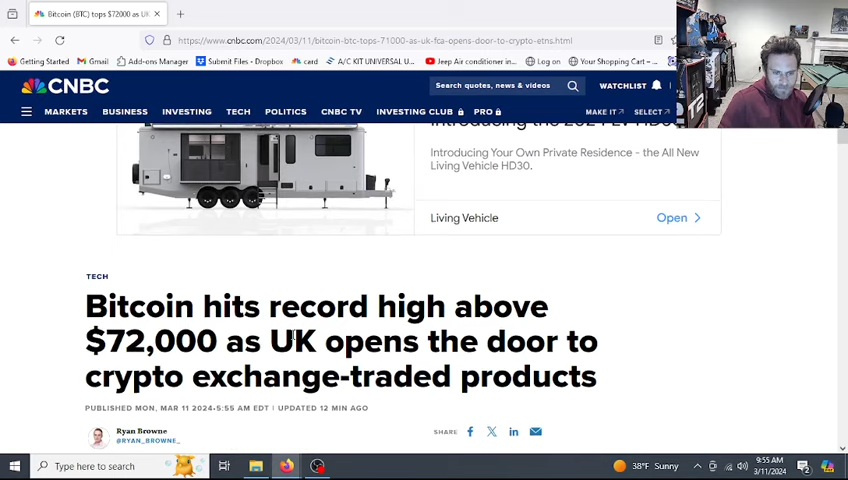 Bitcoin (BTC) tops $72000 as UK
https://www.cnbc.com/2024/03/11/bitcoin-btc-tops-71000-as-uk-fca-opens-door-to-crypto-etns.html
Getting Started
Gmail
Add-ons Manager
Submit Files - Dropbox
card
A/C KIT UNIVERSAL U...
Jeep Build
Log on
Your Shopping Cart -...
CNBC
Search quotes, news & videos
WATCHLIST
MARKETS
BUSINESS
INVESTING
TECH
POLITICS
CNBC TV
INVESTING CLUB
PRO
MAKE IT
SELECT
Introducing Your Own Private Residence - the All New
Living Vehicle HD30.
Living Vehicle
Open
TECH
Bitcoin hits record high above
$72,000 as UK opens the door to
crypto exchange-traded products
PUBLISHED MON, MAR 11 2024•5:55 AM EDT
UPDATED 12 MIN AGO
Ryan Browne
@RYAN_BROWNE_
SHARE
Type here to search
38°F Sunny
9:55 AM
3/11/2024
2